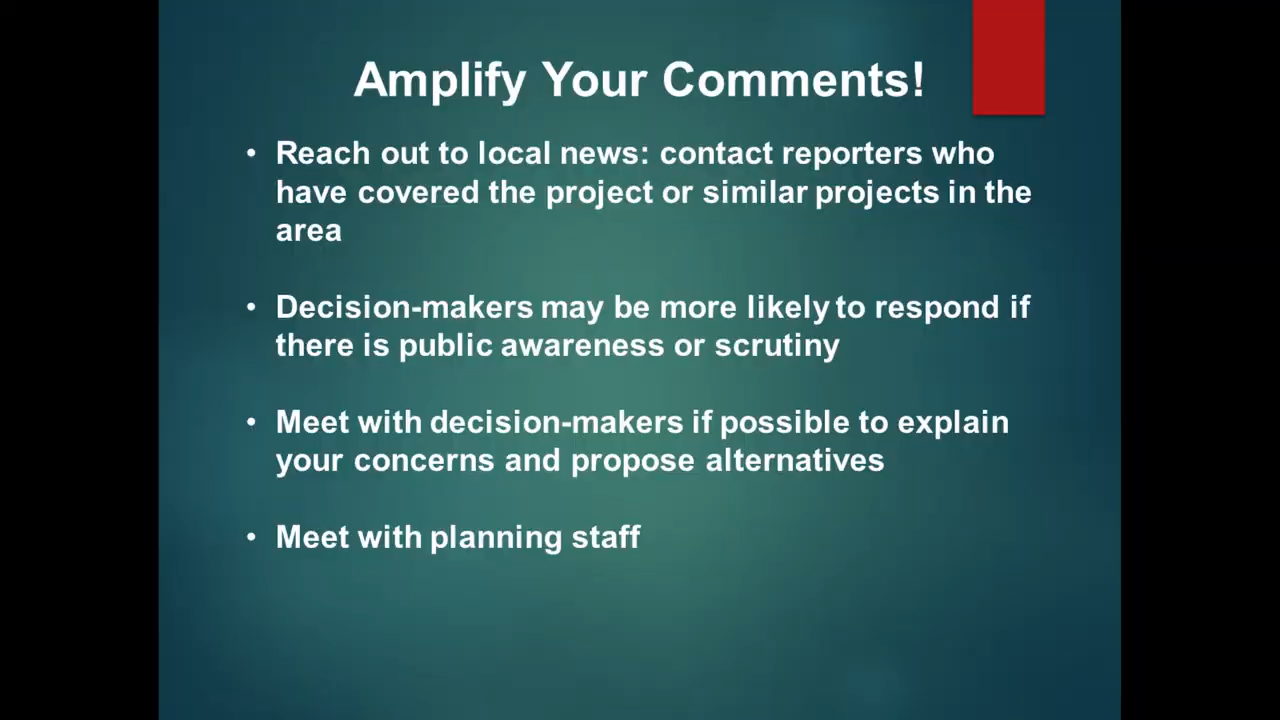 Amplify Your Comments!
• Reach out to local news: contact reporters who
have covered the project or similar projects in the
area
• Decision-makers may be more likely to respond if
there is public awareness or scrutiny
• Meet with decision-makers if possible to explain
your concerns and propose alternatives
• Meet with planning staff